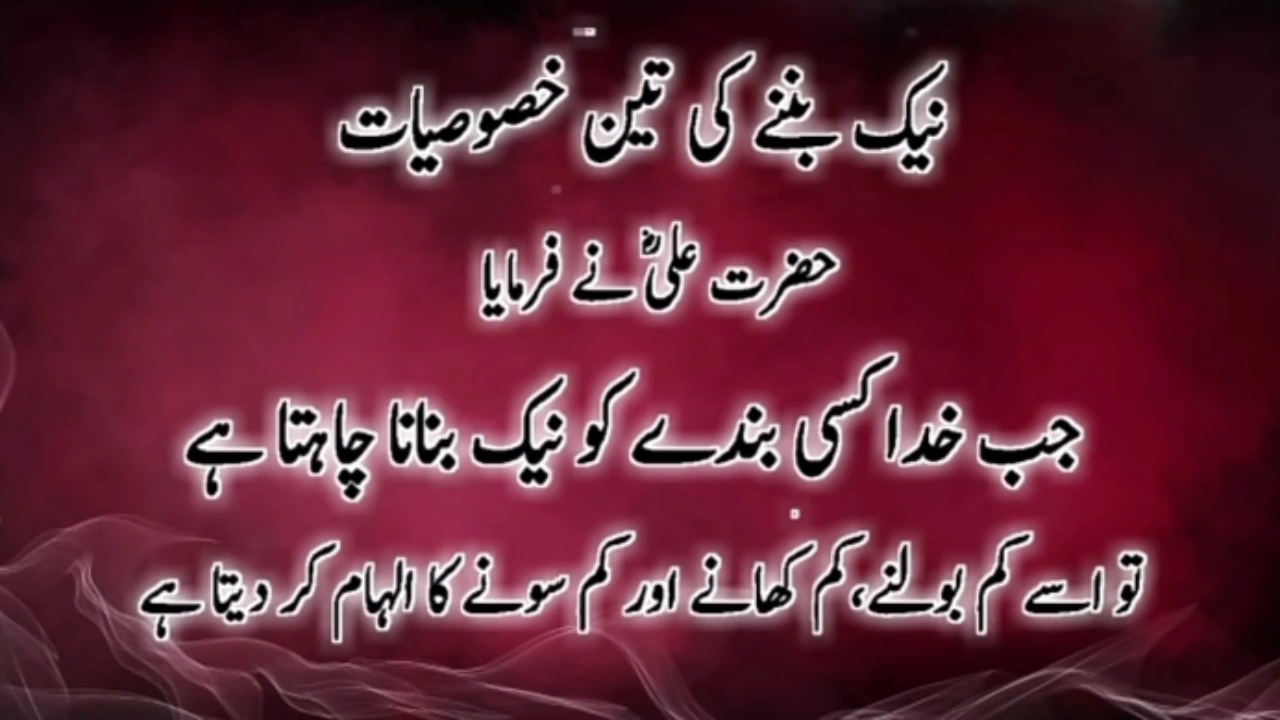 نیک بننے کی تین خصوصیات
حضرت علیؓ نے فرمایا
جب خدا کسی بندے کو نیک بنانا چاہتا ہے
تو اسے کم بولنے، کم کھانے اور کم سونے کا الہام کر دیتا ہے